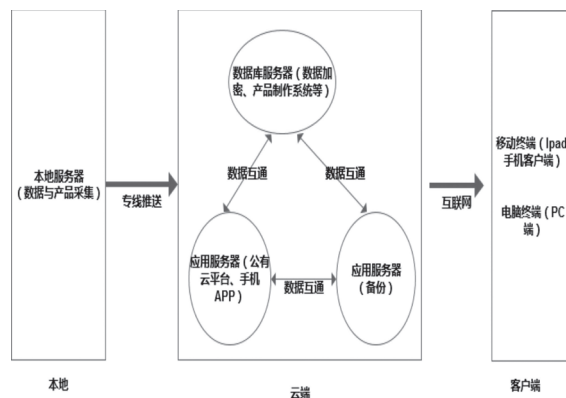 数据库服务器（数据加
密、产品制作系统等）
本地服务器
（数据与产品采集）
专线推送
数据互通
数据互通
互联网
移动终端（Ipad
手机客户端）
电脑终端（PC
端）
应用服务器（公有
云平台、手机
APP）
数据互通
应用服务器
（备份）
本地
云端
客户端